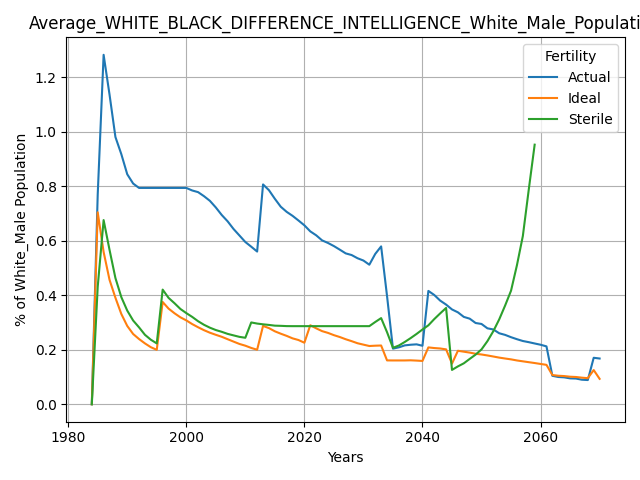 Average_WHITE_BLACK_DIFFERENCE_INTELLIGENCE_White_Male_Populati
Fertility
Actual
Ideal
Sterile
% of White_Male Population
1.2
1.0
0.8
0.6
0.4
0.2
0.0
1980 2000 2020 2040 2060
Years